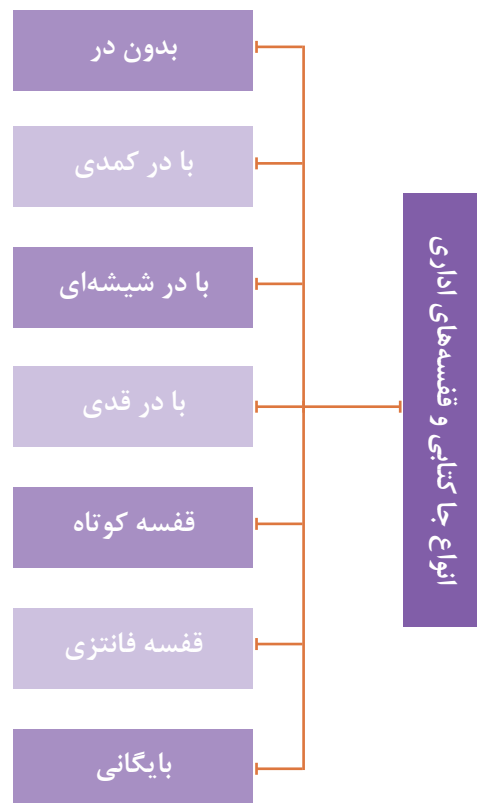 انواع جا کتابی و قفسه‌های اداری
بدون در
با در کمدی
با در شیشه‌ای
با در قدی
قفسه کوتاه
قفسه فانتزی
بایگانی